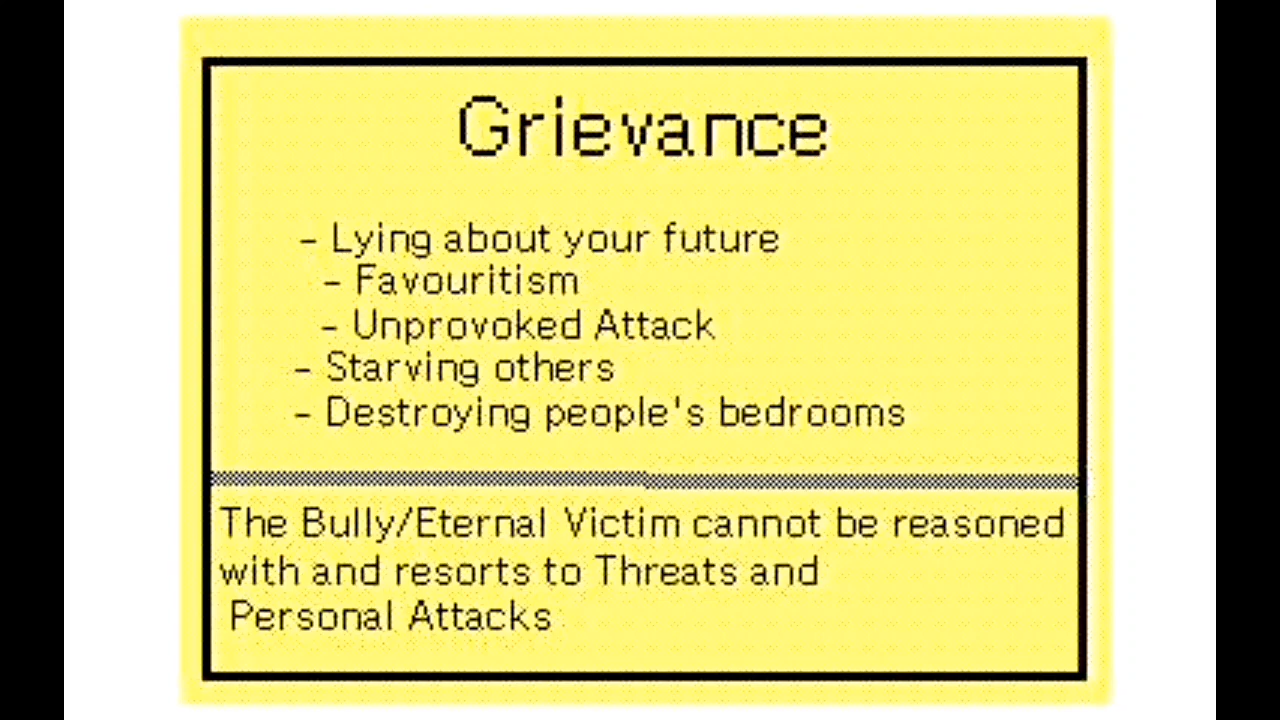 Grievance
- Lying about your future
- Favouritism
- Unprovoked Attack
- Starving others
- Destroying people's bedrooms
The Bully/Eternal Victim cannot be reasoned
with and resorts to Threats and
Personal Attacks